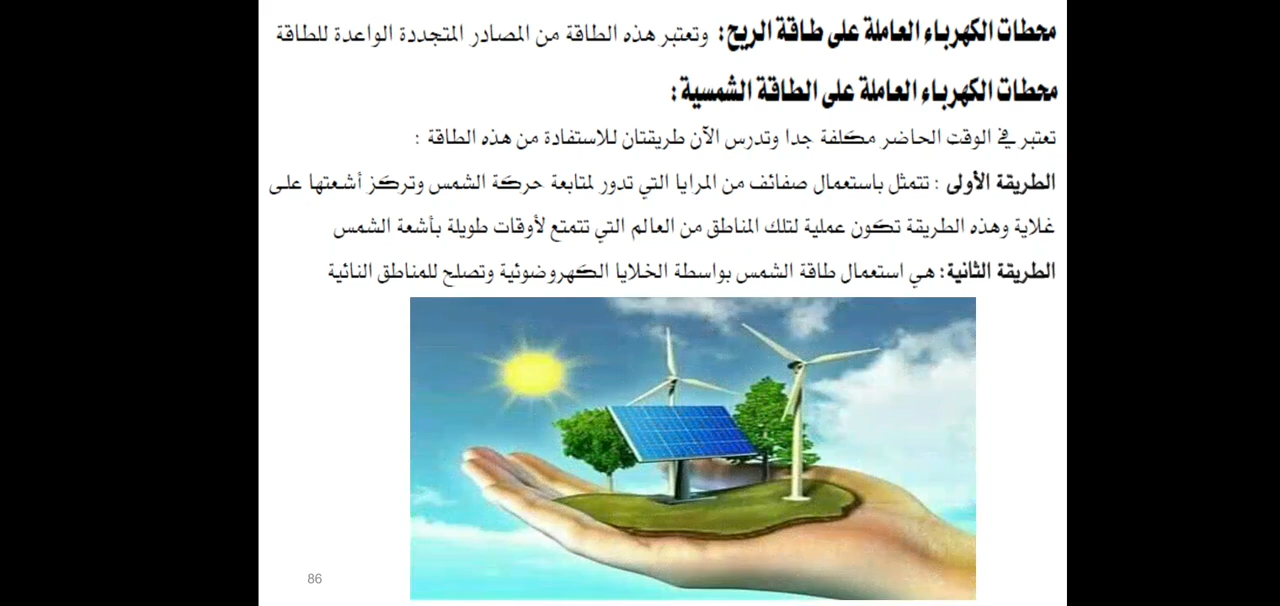 محطات الكهرباء العاملة على طاقة الريح: وتعتبر هذه الطاقة من المصادر المتجددة الواعدة للطاقة
محطات الكهرباء العاملة على الطاقة الشمسية:
تعتبر في الوقت الحاضر مكلفة جدا وتدرس الآن طريقتان للاستفادة من هذه الطاقة :
الطريقة الأولى : تتمثل باستعمال صفائف من المرايا التي تدور لمتابعة حركة الشمس وتركز أشعتها على
غلاية وهذه الطريقة تكون عملية لتلك المناطق من العالم التي تتمتع لأوقات طويلة بأشعة الشمس
الطريقة الثانية: هي استعمال طاقة الشمس بواسطة الخلايا الكهروضوئية وتصلح للمناطق النائية
86